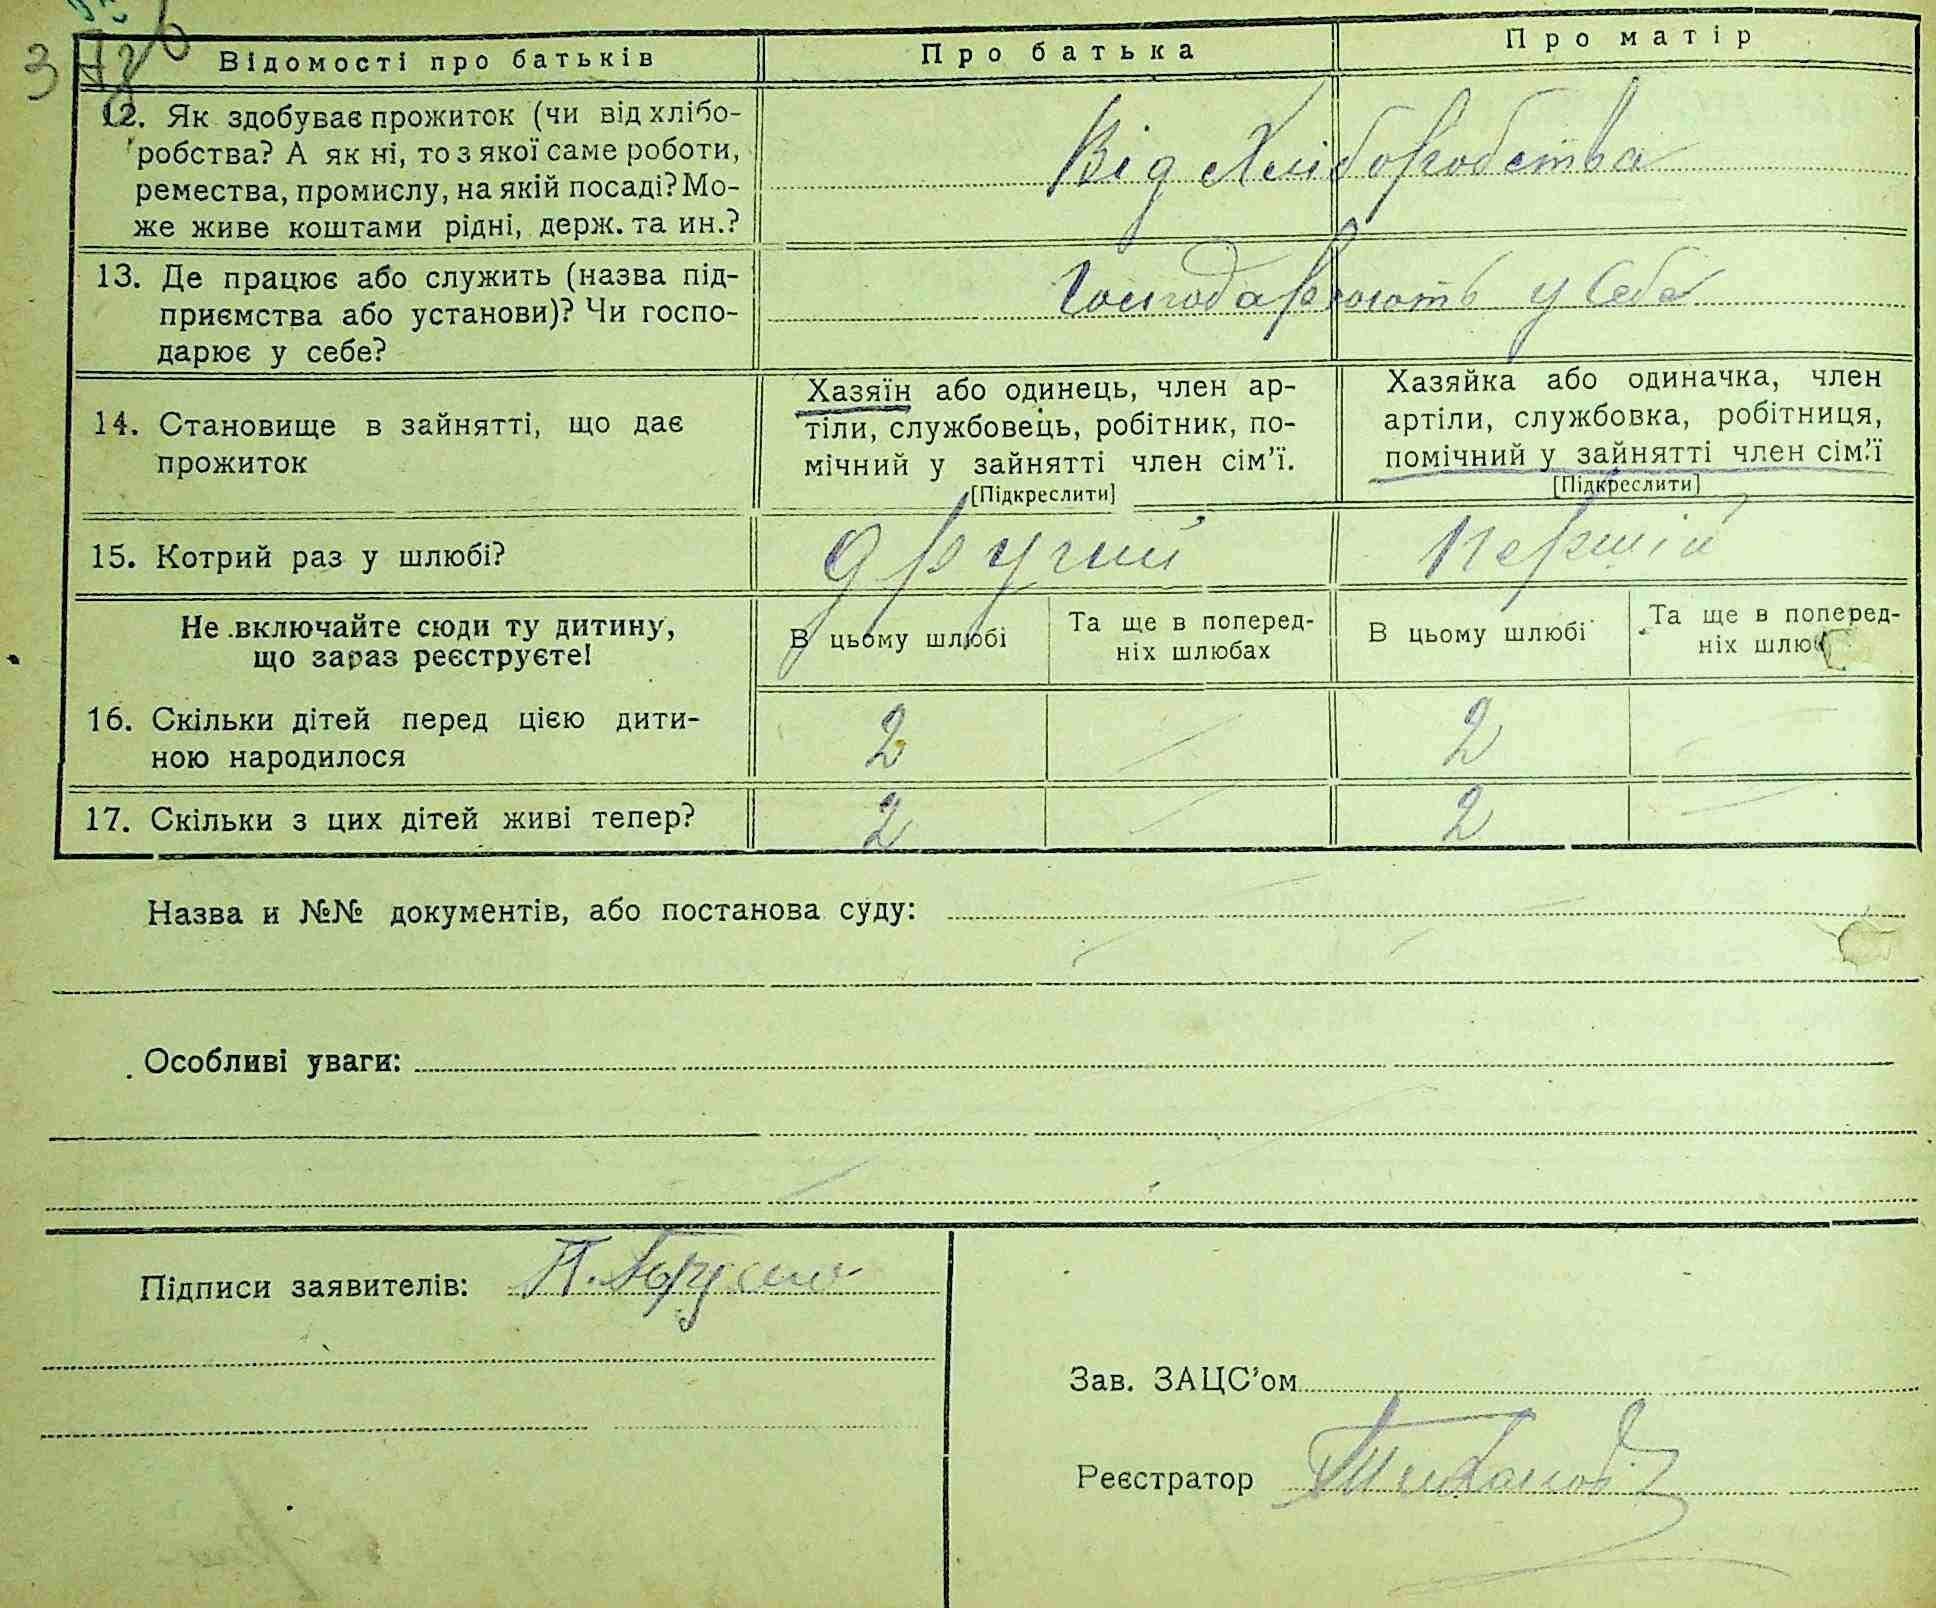 Відомості про батьків
Про батька
Про матір
12. Як здобуває прожиток (чи від хлібо-
робства? А як ні, то з якої саме роботи,
ремества, промислу, на якій посаді? Мо-
же живе коштами рідні, держ. та ин.?
Від Хліборобства
13. Де працює або служить (назва під-
приємства або установи)? Чи госпо-
дарює у себе?
Господарюють у себе
14. Становище в зайнятті, що дає
прожиток
Хазяїн або одинець, член ар-
тіли, службовець, робітник, по-
мічний у зайнятті член сім'ї.
[Підкреслити]
Хазяйка або одиначка, член
артіли, службовка, робітниця,
помічний у зайнятті член сім'ї
[Підкреслити]
15. Котрий раз у шлюбі?
другий
Першій
Не включайте сюди ту дитину,
що зараз реєструєте!
В цьому шлюбі
Та ще в поперед-
ніх шлюбах
В цьому шлюбі
Та ще в поперед-
ніх
16. Скільки дітей перед цією дити-
ною народилося
2 — 2 —
17. Скільки з цих дітей живі тепер?
2 — 2 —
Назва и №№ документів, або постанова суду:
Особливі уваги:
Підписи заявителів:
Зав. ЗАЦС'ом
Реєстратор